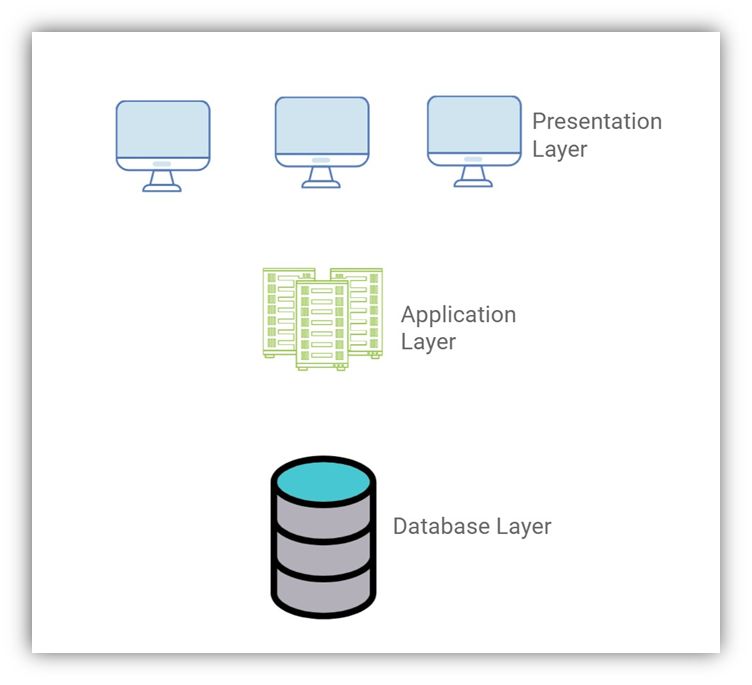 Presentation
Layer
Application
Layer
Database Layer